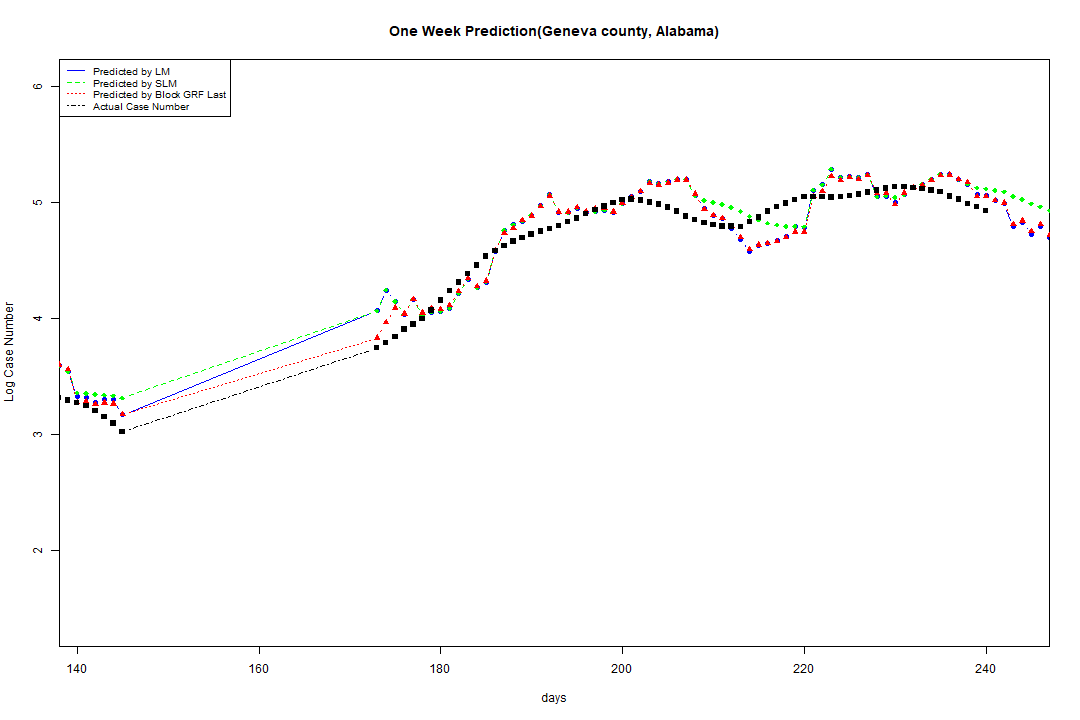 One Week Prediction(Geneva county, Alabama)
Predicted by LM
Predicted by SLM
Predicted by Block GRF Last
Actual Case Number
6
5
4
3
2
Log Case Number
140 160 180 200 220 240
days